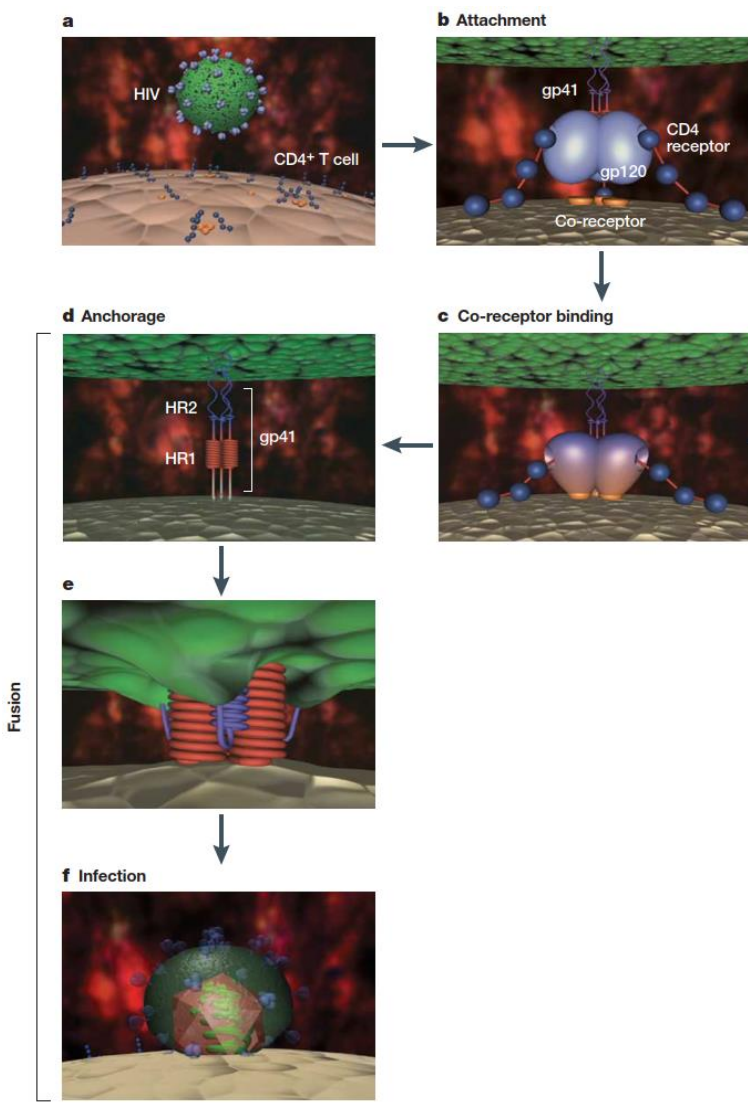 a
HIV
CD4+ T cell
b Attachment
gp41
CD4
receptor
gp120
Co-receptor
d Anchorage
HR2
gp41
HR1
c Co-receptor binding
e
Fusion
f Infection